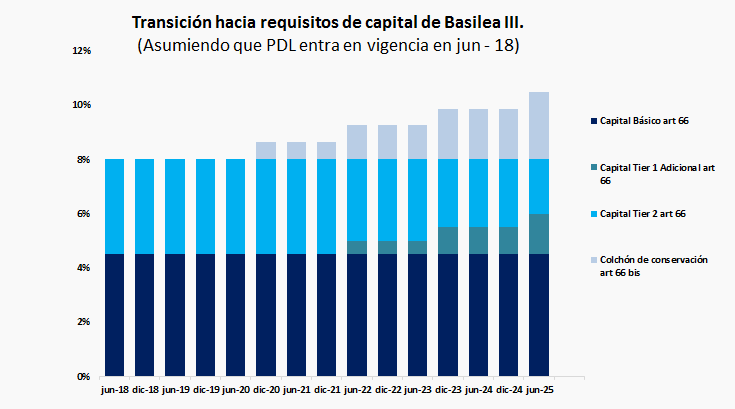 Transición hacia requisitos de capital de Basilea III.
(Asumiendo que PDL entra en vigencia en jun - 18)
12%
10%
8%
6%
4%
2%
0%
jun-18 dic-18 jun-19 dic-19 jun-20 dic-20 jun-21 dic-21 jun-22 dic-22 jun-23 dic-23 jun-24 dic-24 jun-25
Capital Básico art 66
Capital Tier 1 Adicional art
66
Capital Tier 2 art 66
Colchón de conservación
art 66 bis